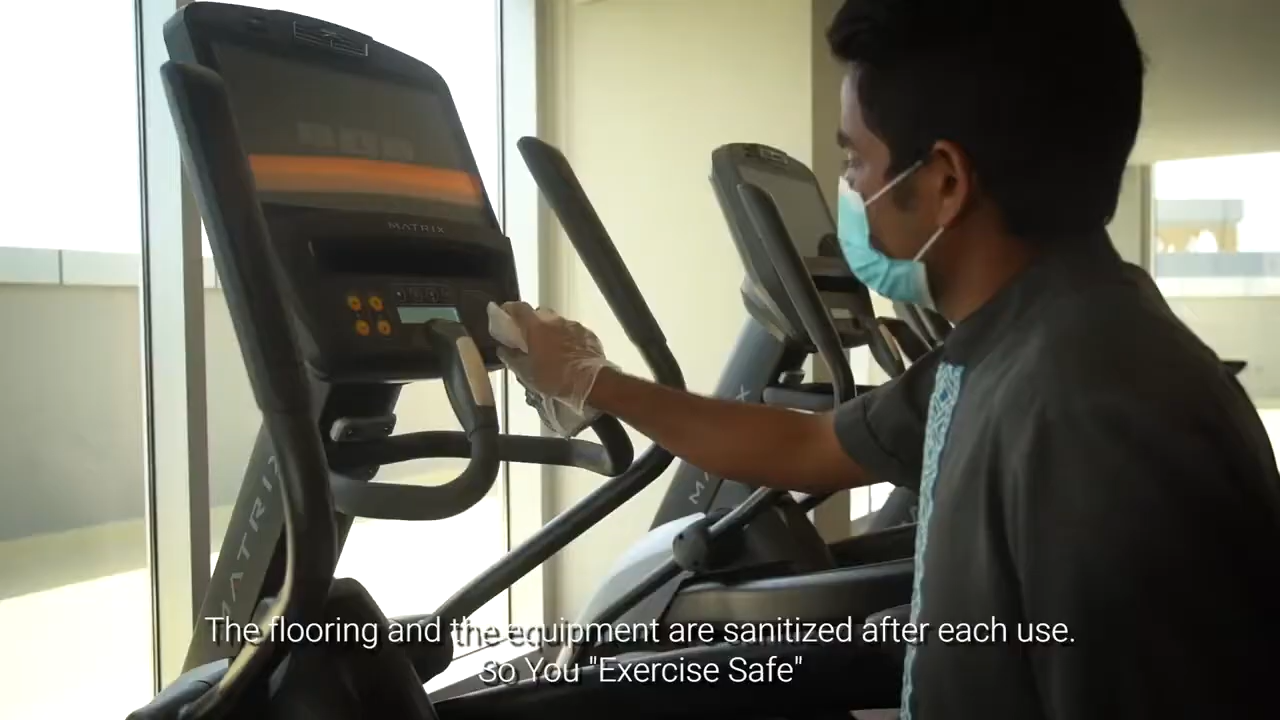 MATRIX
MATRIX
The flooring and the equipment are sanitized after each use.
So You "Exercise Safe"